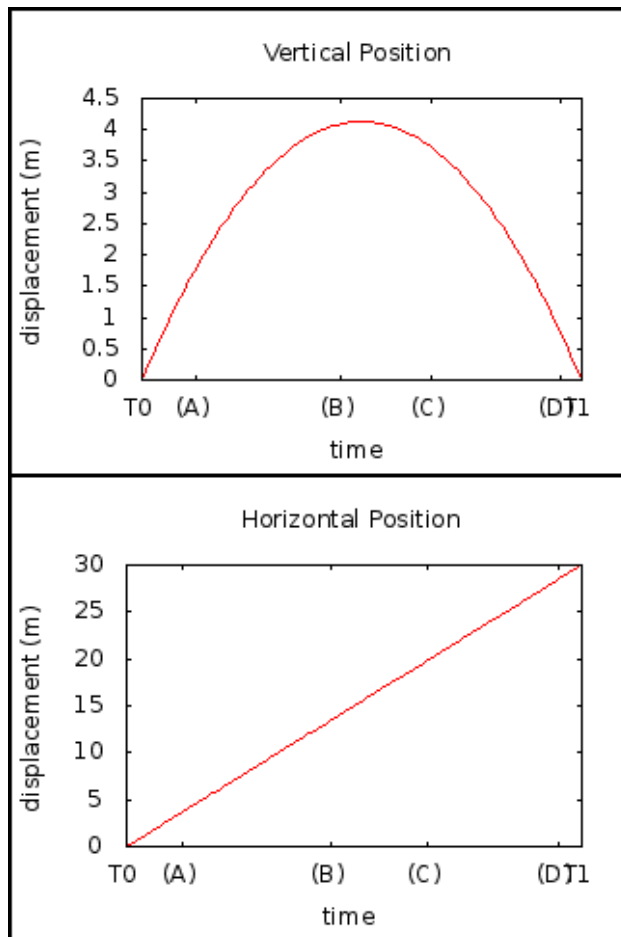 Vertical Position
displacement (m)
4.5
4
3.5
3
2.5
2
1.5
1
0.5
0
T0 (A) (B) (C) (D) T1
time
Horizontal Position
displacement (m)
30
25
20
15
10
5
0
T0 (A) (B) (C) (D) T1
time